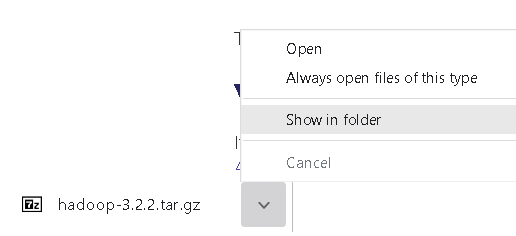 Open
Always open files of this type
Show in folder
Cancel
7z hadoop-3.2.2.tar.gz